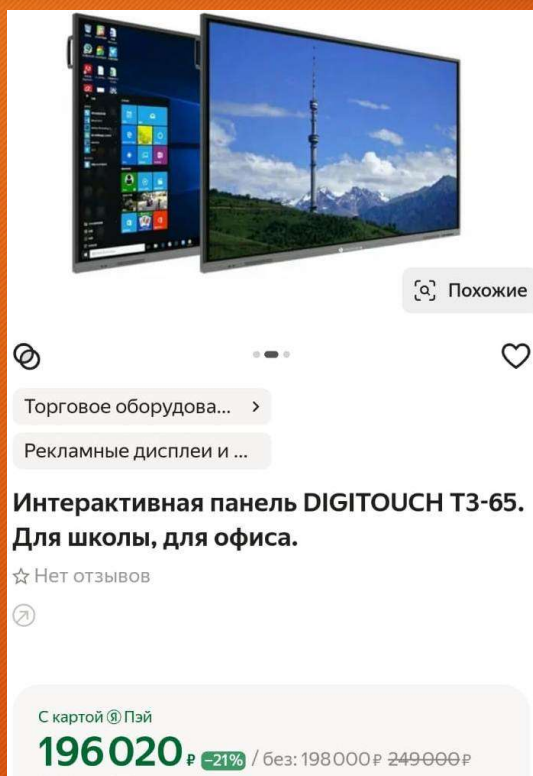 Похожие
Торговое оборудова... >
Рекламные дисплеи и ...
Интерактивная панель DIGITOUCH T3-65.
Для школы, для офиса.
Нет отзывов
С картой Я Пэй
196 020 ₽ −21% / без: 198 000 ₽ 249 000 ₽